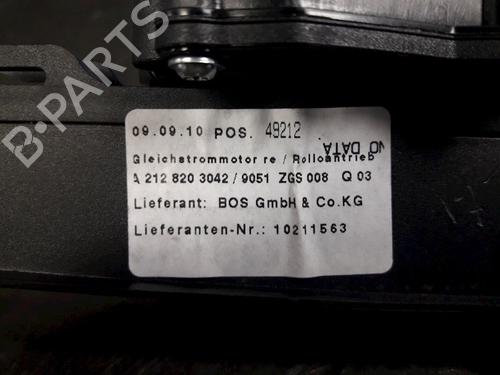 09.09.10 POS. 49212
NO DATA
Gleichstrommotor re / Rolloantrieb
A 212 820 3042 / 9051 ZGS 008 Q 03
Lieferant: BOS GmbH & Co.KG
Lieferanten-Nr.: 10211563
B-PARTS